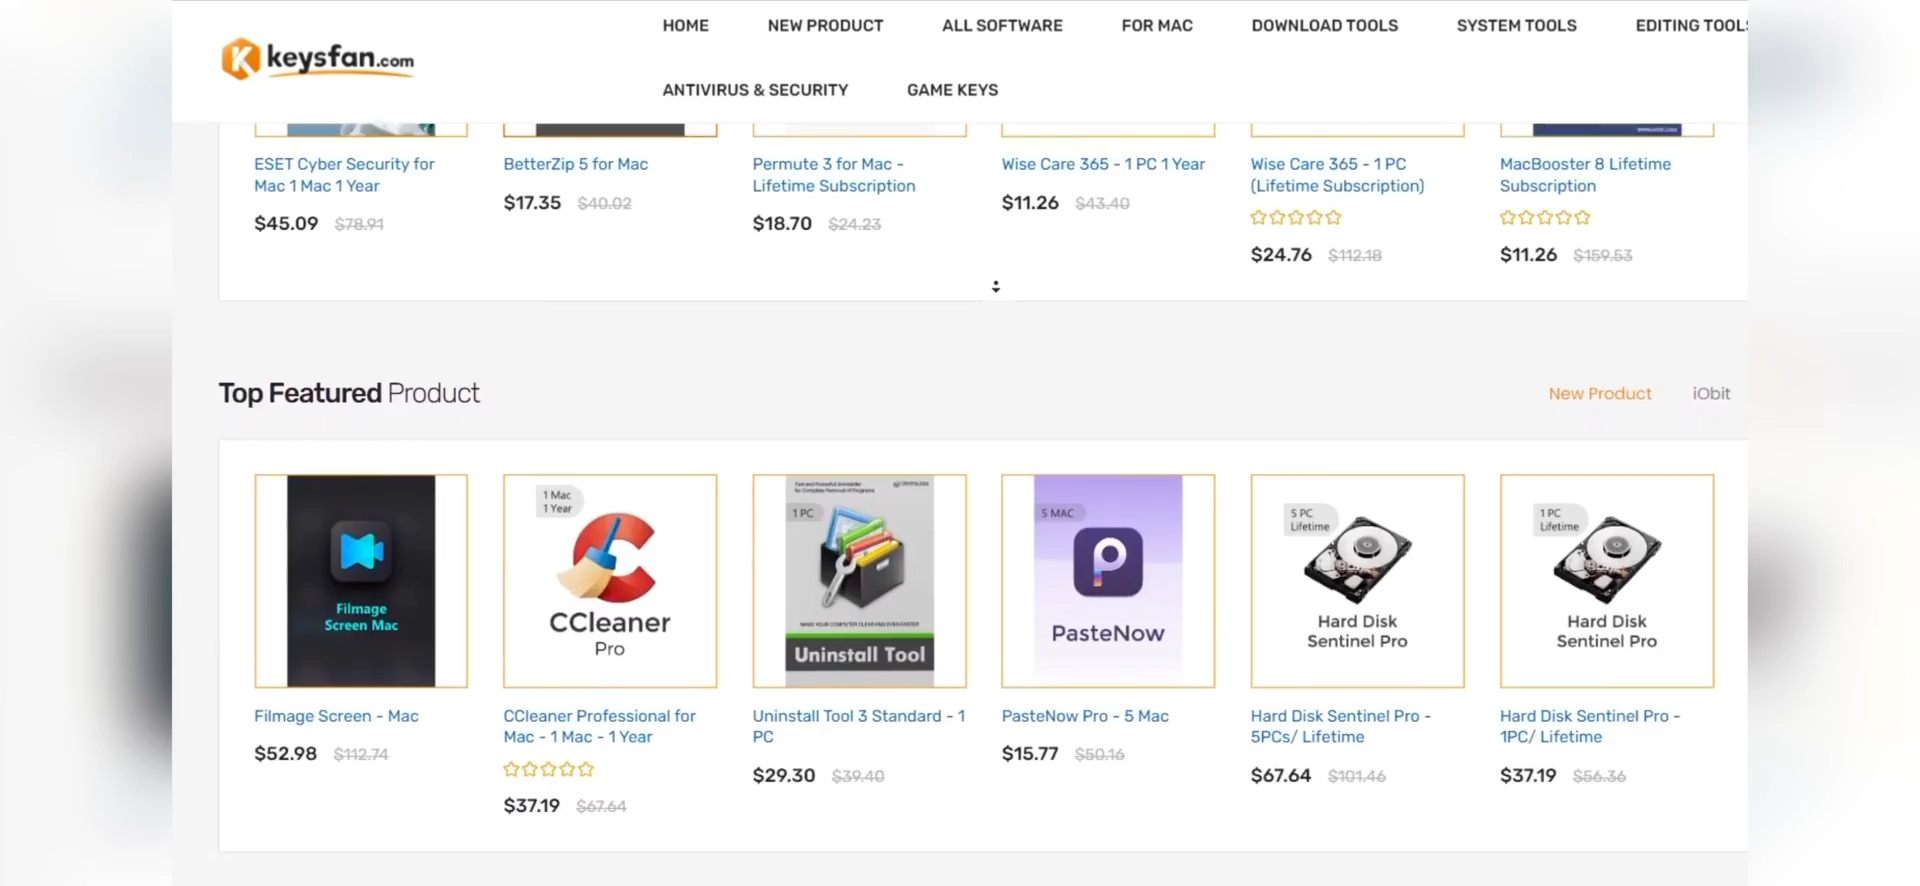 HOME NEW PRODUCT ALL SOFTWARE FOR MAC DOWNLOAD TOOLS SYSTEM TOOLS EDITING TOOLS
keysfan.com
ANTIVIRUS & SECURITY GAME KEYS
ESET Cyber Security for
Mac 1 Mac 1 Year
$45.09 $78.91
BetterZip 5 for Mac
$17.35 $40.02
Permute 3 for Mac -
Lifetime Subscription
$18.70 $24.23
Wise Care 365 - 1 PC 1 Year
$11.26 $43.40
Wise Care 365 - 1 PC
(Lifetime Subscription)
$24.76 $112.18
MacBooster 8 Lifetime
Subscription
$11.26 $159.53
Top Featured Product
New Product iObit
Filmage
Screen Mac
Filmage Screen - Mac
$52.98 $112.74
1 Mac
1 Year
CCleaner
Pro
CCleaner Professional for
Mac - 1 Mac - 1 Year
$37.19 $67.64
1 PC
Uninstall Tool
Uninstall Tool 3 Standard - 1
PC
$29.30 $39.40
5 MAC
PasteNow
PasteNow Pro - 5 Mac
$15.77 $50.16
5 PC
Lifetime
Hard Disk
Sentinel Pro
Hard Disk Sentinel Pro -
5PCs/ Lifetime
$67.64 $101.46
1 PC
Lifetime
Hard Disk
Sentinel Pro
Hard Disk Sentinel Pro -
1PC/ Lifetime
$37.19 $56.36